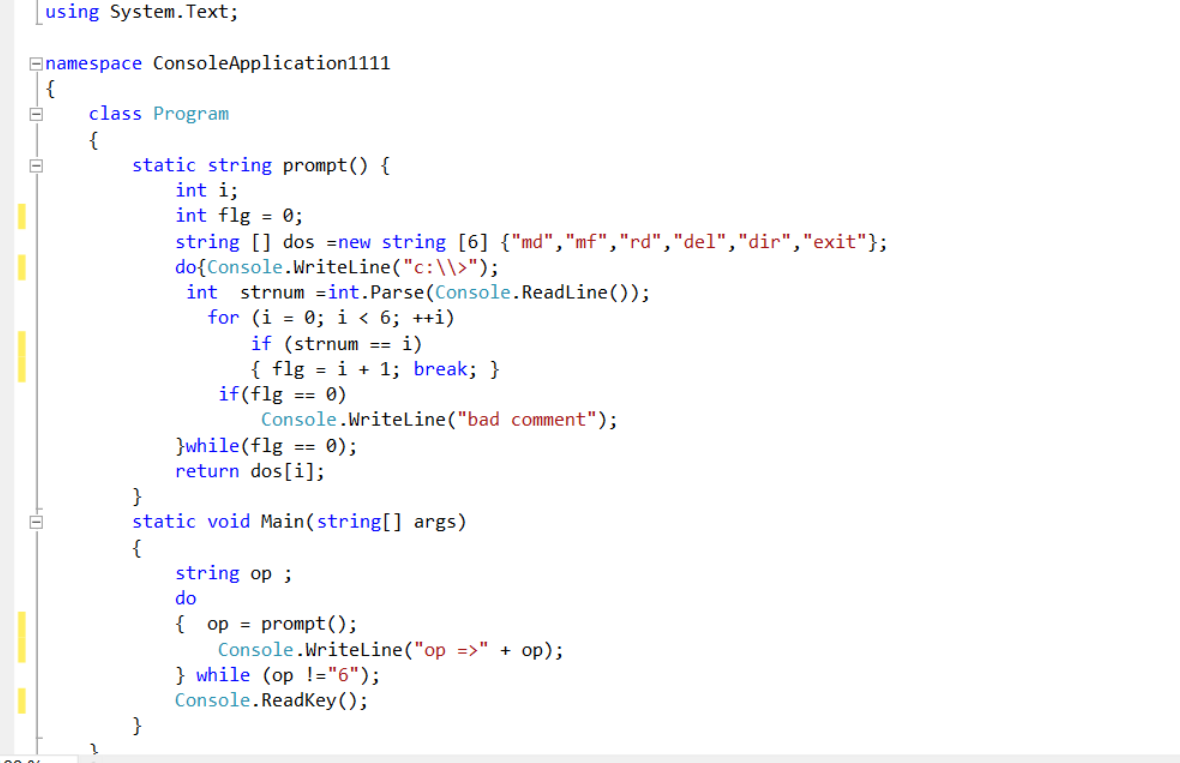 using System.Text;
namespace ConsoleApplication1111
{
class Program
{
static string prompt() {
int i;
int flg = 0;
string [] dos =new string [6] {"md","mf","rd","del","dir","exit"};
do{Console.WriteLine("c:\\>");
int  strnum =int.Parse(Console.ReadLine());
for (i = 0; i < 6; ++i)
if (strnum == i)
{ flg = i + 1; break; }
if(flg == 0)
Console.WriteLine("bad comment");
}while(flg == 0);
return dos[i];
}
static void Main(string[] args)
{
string op ;
do
{  op = prompt();
Console.WriteLine("op =>" + op);
} while (op !="6");
Console.ReadKey();
}
}